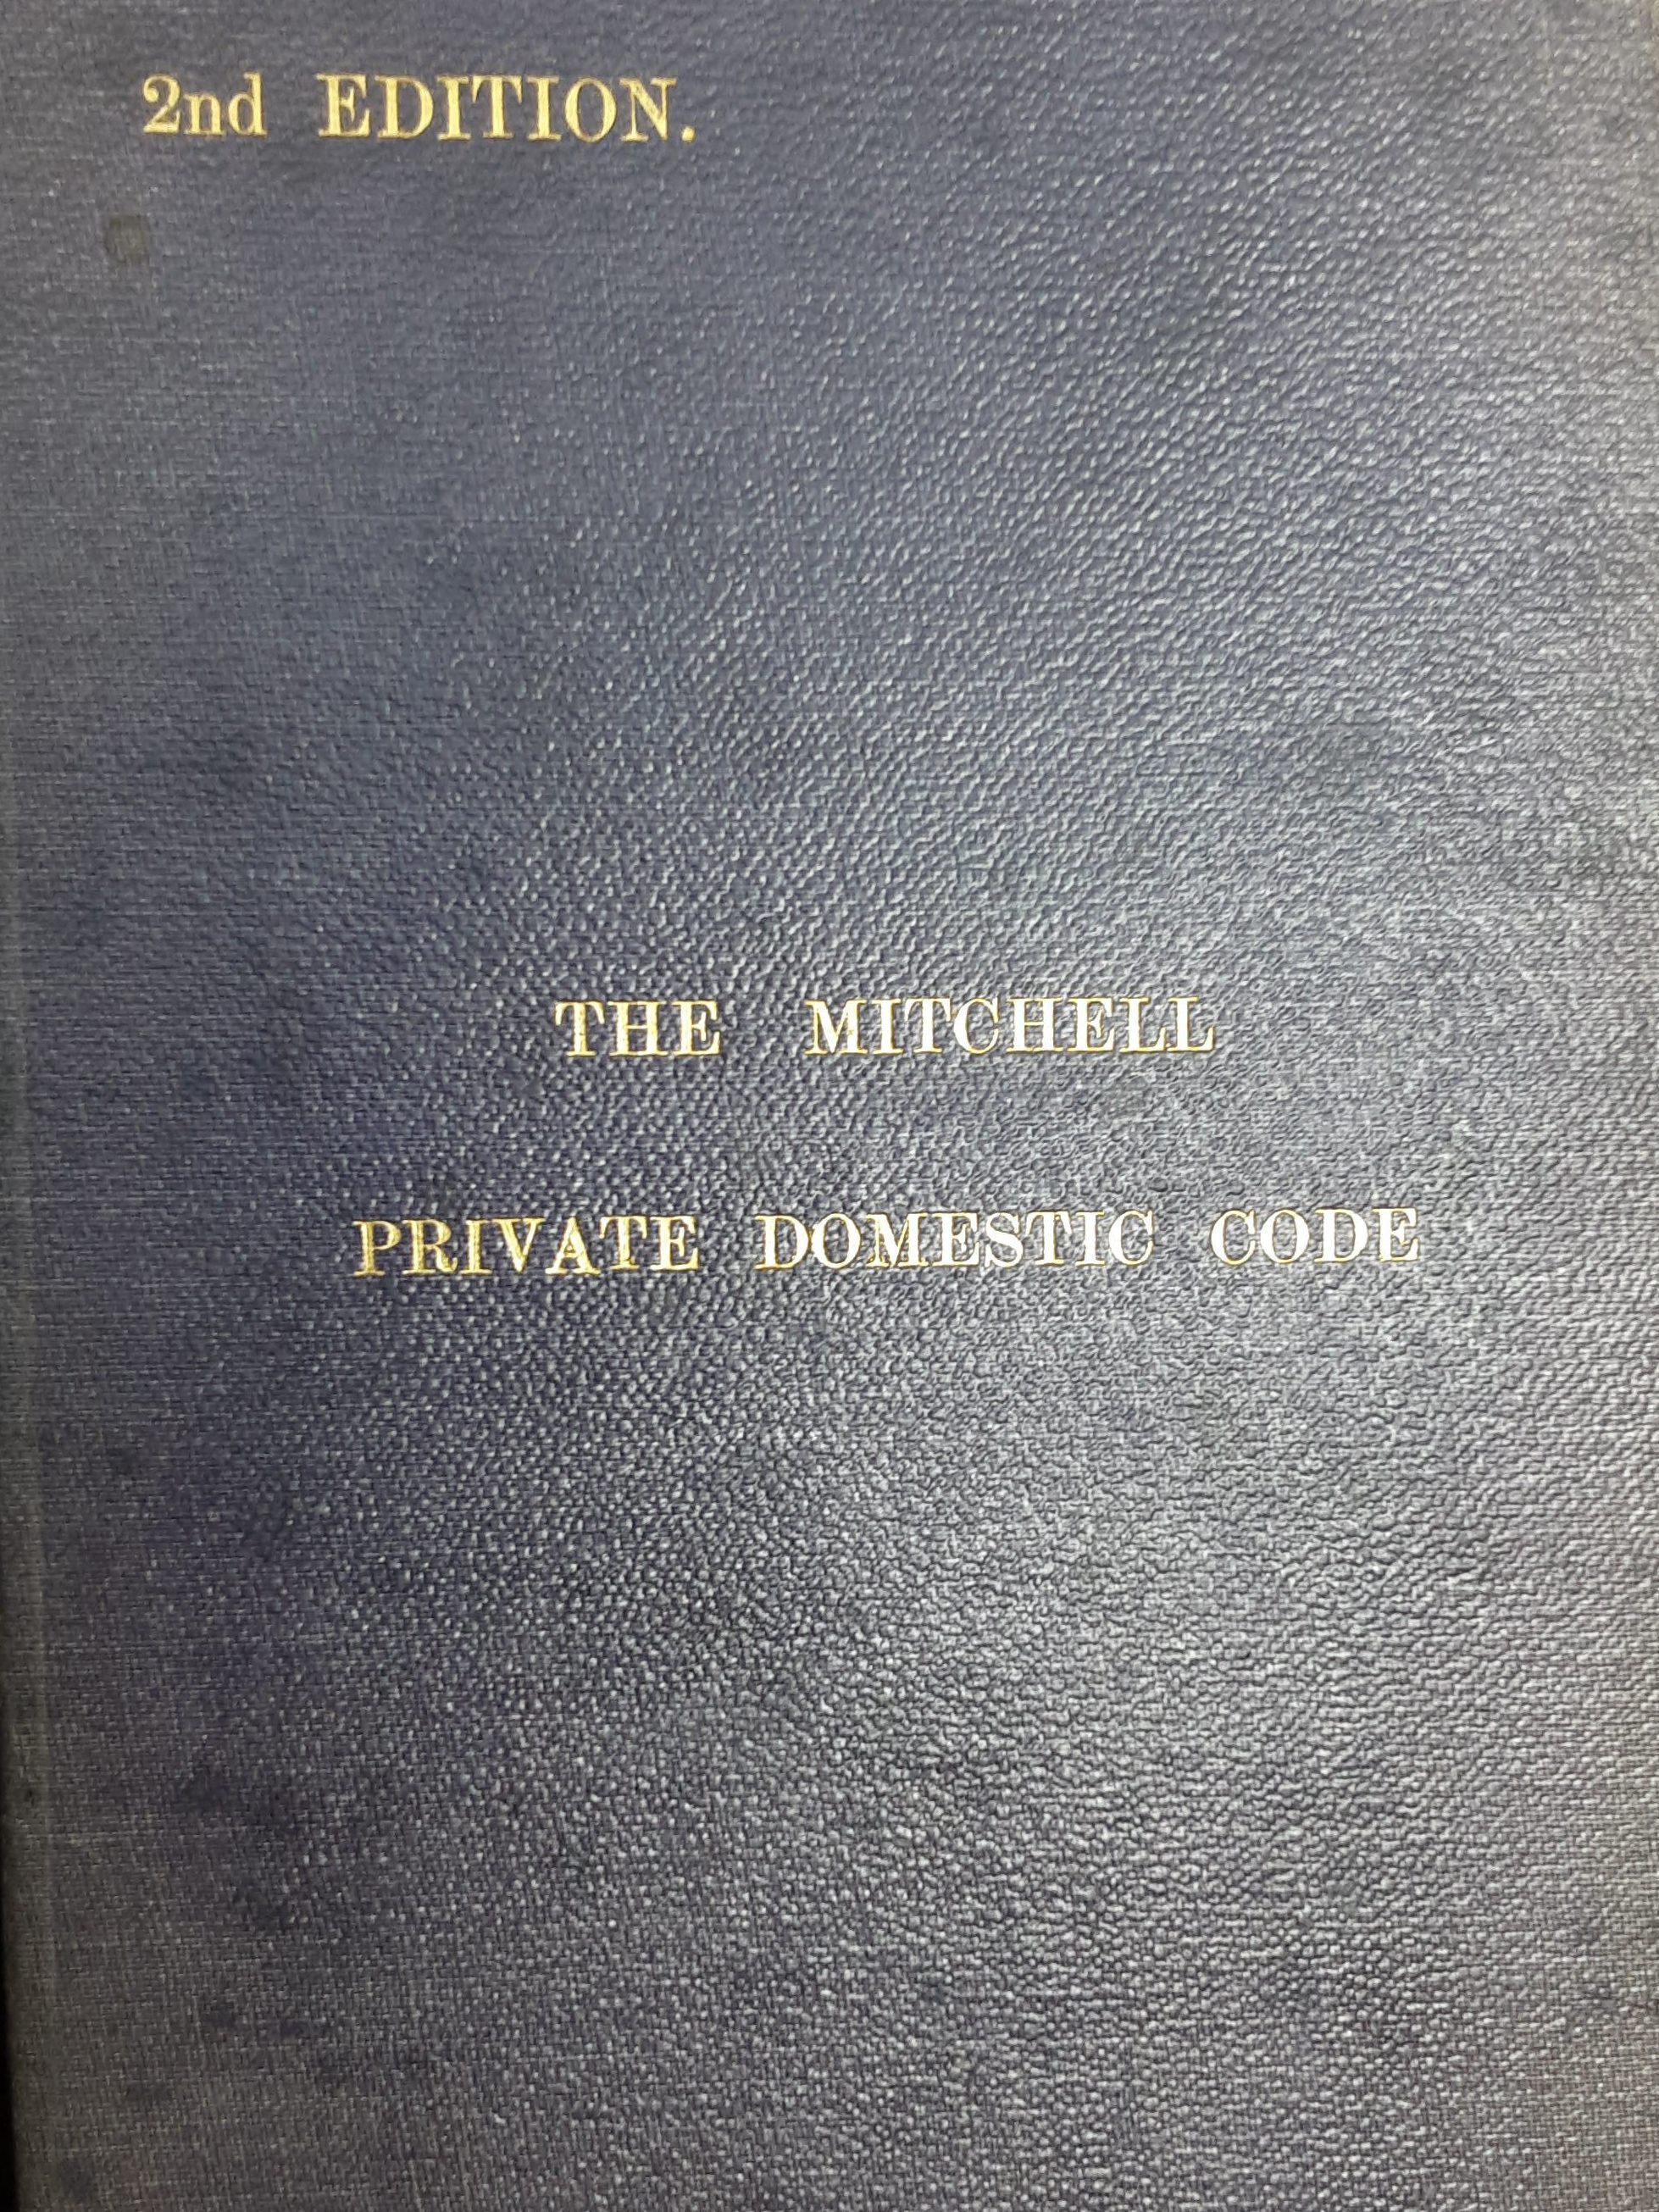 2nd EDITION.
THE MITCHELL
PRIVATE DOMESTIC CODE